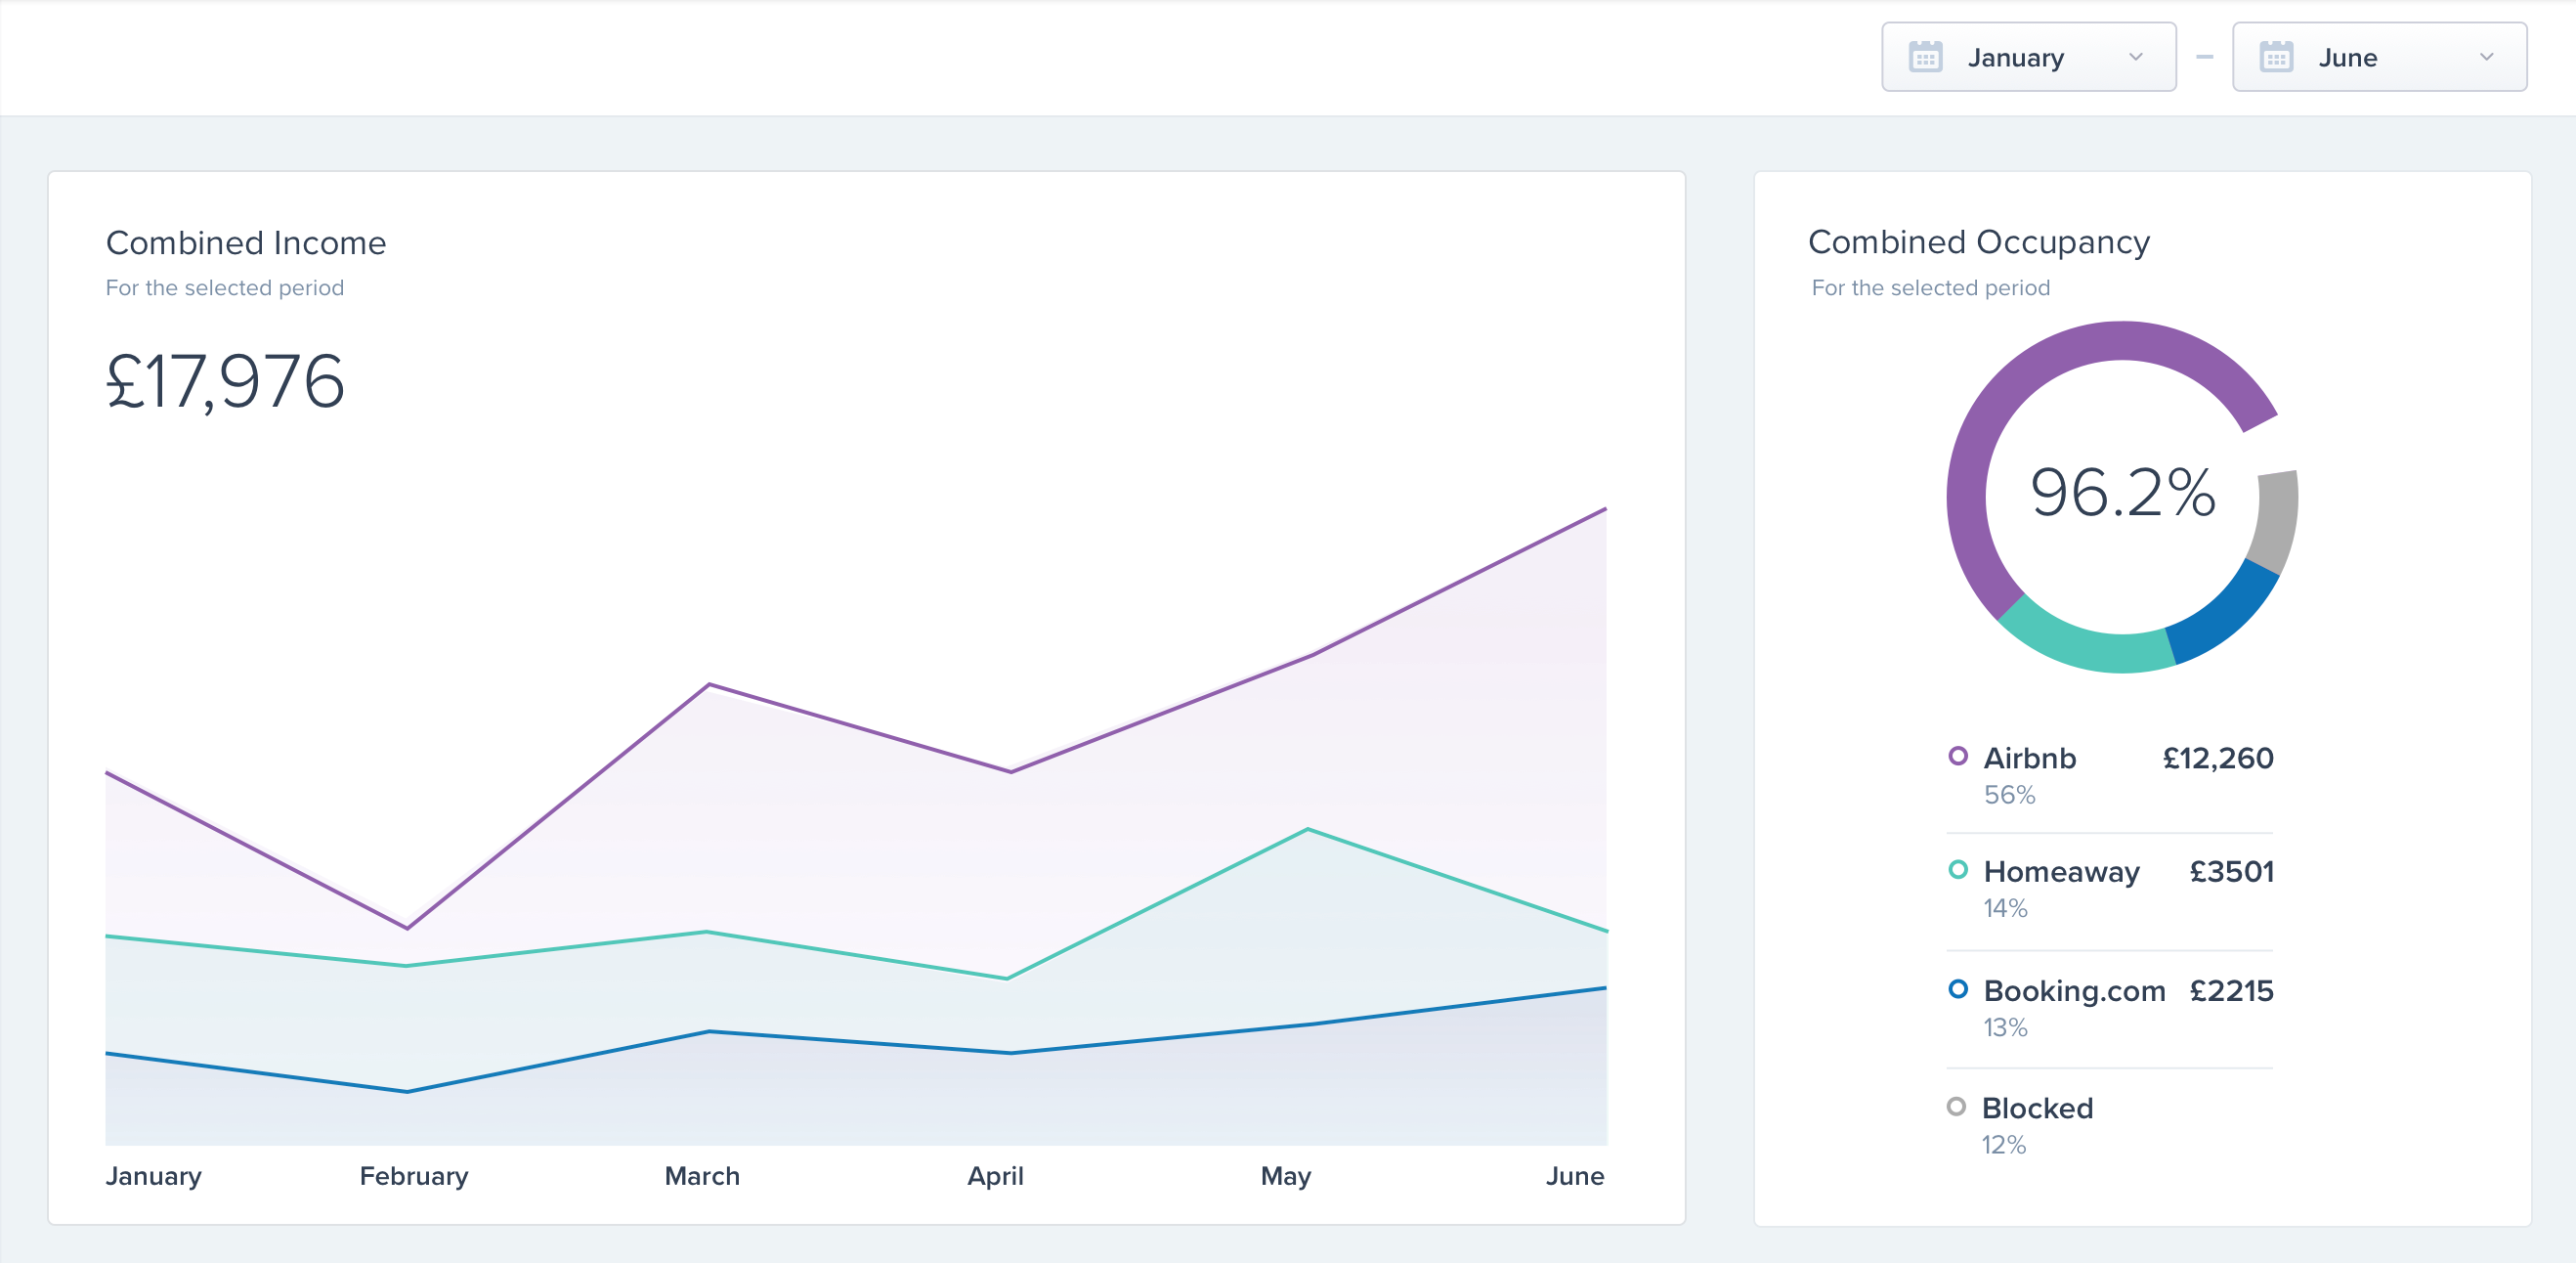 January – June
Combined Income
For the selected period
£17,976
January February March April May June
Combined Occupancy
For the selected period
96.2%
Airbnb £12,260
56%
Homeaway £3501
14%
Booking.com £2215
13%
Blocked
12%